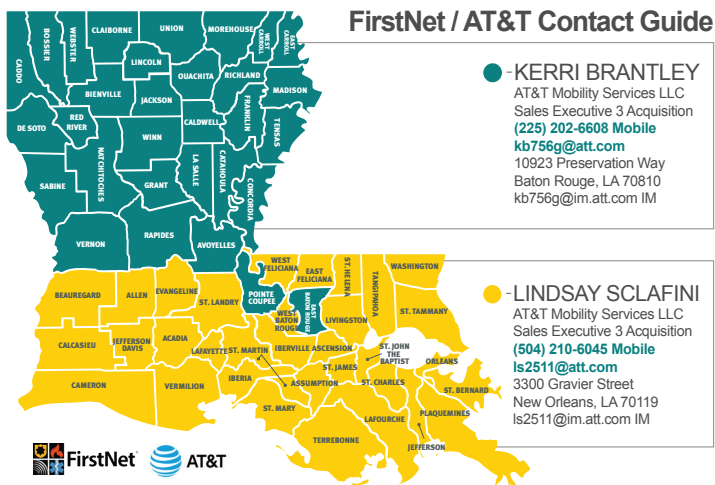 FirstNet / AT&T Contact Guide
KERRI BRANTLEY
AT&T Mobility Services LLC
Sales Executive 3 Acquisition
(225) 202-6608 Mobile
kb756g@att.com
10923 Preservation Way
Baton Rouge, LA 70810
kb756g@im.att.com IM
LINDSAY SCLAFINI
AT&T Mobility Services LLC
Sales Executive 3 Acquisition
(504) 210-6045 Mobile
ls2511@att.com
3300 Gravier Street
New Orleans, LA 70119
ls2511@im.att.com IM
CADDO
BOSSIER
WEBSTER
CLAIBORNE
UNION
MOREHOUSE
WEST
CARROLL
EAST
CARROLL
LINCOLN
OUACHITA
RICHLAND
MADISON
BIENVILLE
JACKSON
DE SOTO
RED
RIVER
WINN
CALDWELL
FRANKLIN
TENSAS
NATCHITOCHES
SABINE
GRANT
LA SALLE
CATAHOULA
CONCORDIA
VERNON
RAPIDES
AVOYELLES
WEST
FELICIANA
EAST
FELICIANA
ST. HELENA
TANGIPAHOA
WASHINGTON
BEAUREGARD
ALLEN
EVANGELINE
ST. LANDRY
POINTE
COUPEE
WEST
BATON
ROUGE
EAST
BATON ROUGE
LIVINGSTON
ST. TAMMANY
CALCASIEU
JEFFERSON
DAVIS
ACADIA
LAFAYETTE
ST. MARTIN
IBERVILLE
ASCENSION
ST. JOHN
THE
BAPTIST
ORLEANS
CAMERON
VERMILION
IBERIA
ASSUMPTION
ST. JAMES
ST. CHARLES
ST. BERNARD
ST. MARY
LAFOURCHE
PLAQUEMINES
TERREBONNE
JEFFERSON
FirstNet
AT&T